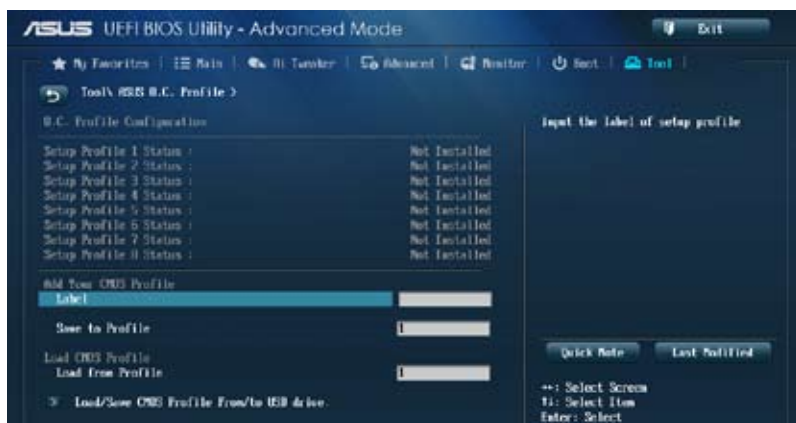 ASUS UEFI BIOS Utility - Advanced Mode
Exit
My Favorites
Main
Ai Tweaker
Advanced
Monitor
Boot
Tool
Tool\ ASUS O.C. Profile >
O.C. Profile Configuration
Input the label of setup profile
Setup Profile 1 Status : Not Installed
Setup Profile 2 Status : Not Installed
Setup Profile 3 Status : Not Installed
Setup Profile 4 Status : Not Installed
Setup Profile 5 Status : Not Installed
Setup Profile 6 Status : Not Installed
Setup Profile 7 Status : Not Installed
Setup Profile 8 Status : Not Installed
Add Your CMOS Profile
Label
Save to Profile 1
Load CMOS Profile
Load from Profile 1
Load/Save CMOS Profile From/to USB drive.
Quick Note
Last Modified
→←: Select Screen
↑↓: Select Item
Enter: Select